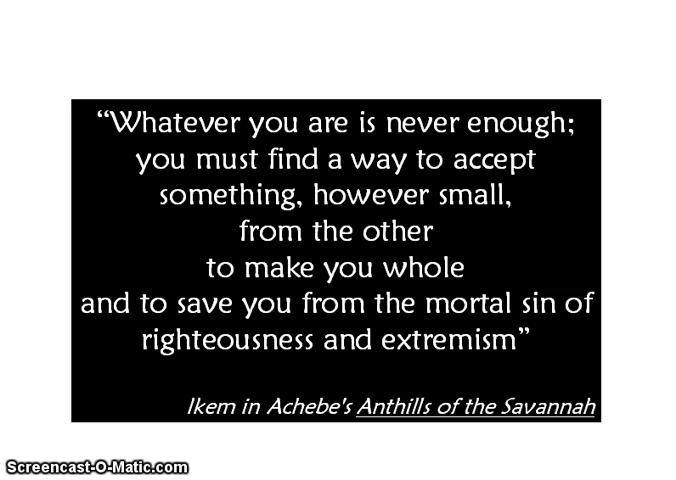 “Whatever you are is never enough;
you must find a way to accept
something, however small,
from the other
to make you whole
and to save you from the mortal sin of
righteousness and extremism”
Ikem in Achebe's Anthills of the Savannah
Screencast-O-Matic.com